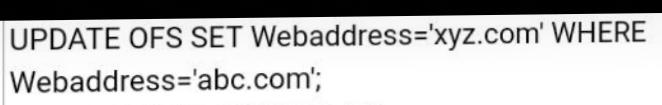 UPDATE OFS SET Webaddress='xyz.com' WHERE
Webaddress='abc.com';